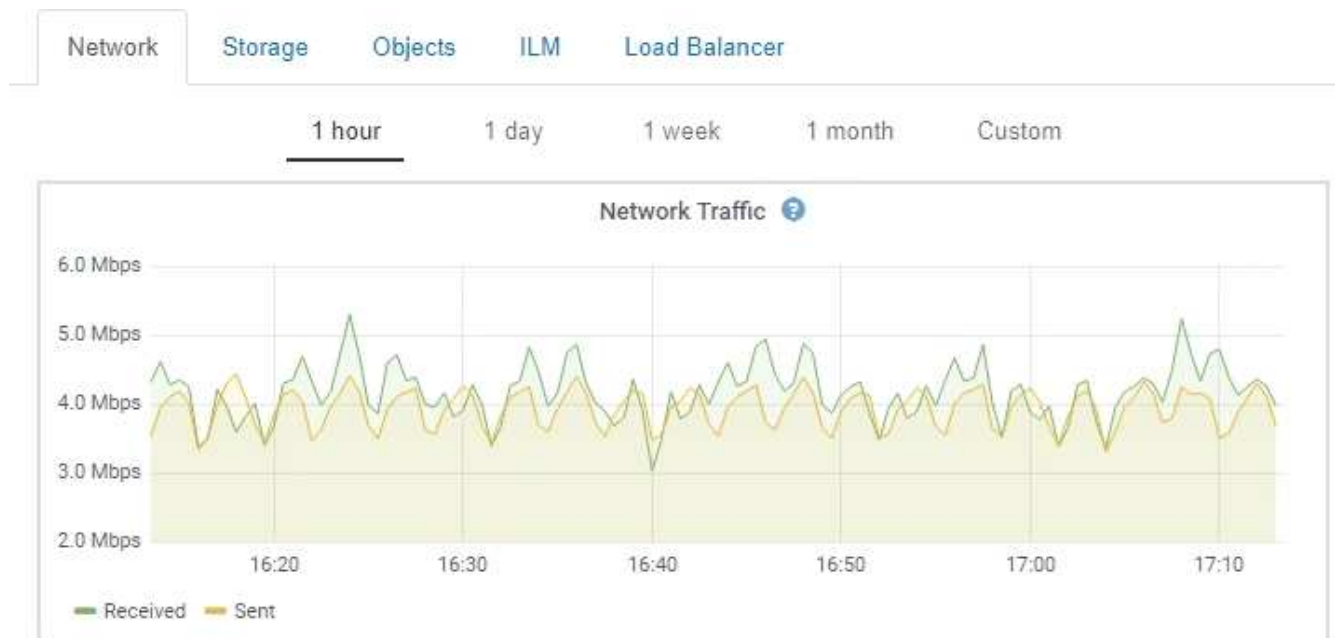 Network Storage Objects ILM Load Balancer
1 hour 1 day 1 week 1 month Custom
Network Traffic ?
6.0 Mbps
5.0 Mbps
4.0 Mbps
3.0 Mbps
2.0 Mbps
16:20 16:30 16:40 16:50 17:00 17:10
Received Sent